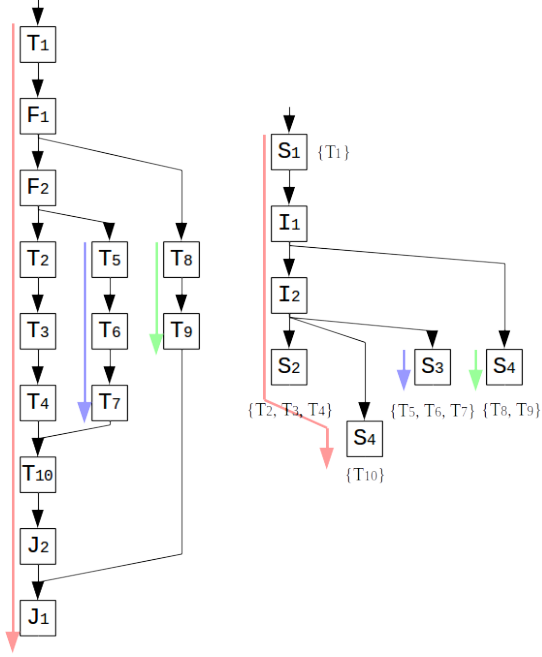 T1
F1
F2
T2 T5 T8
T3 T6 T9
T4 T7
T10
J2
J1
S1 {T1}
I1
I2
S2 S3 S4
{T2, T3, T4} {T5, T6, T7} {T8, T9}
S4
{T10}